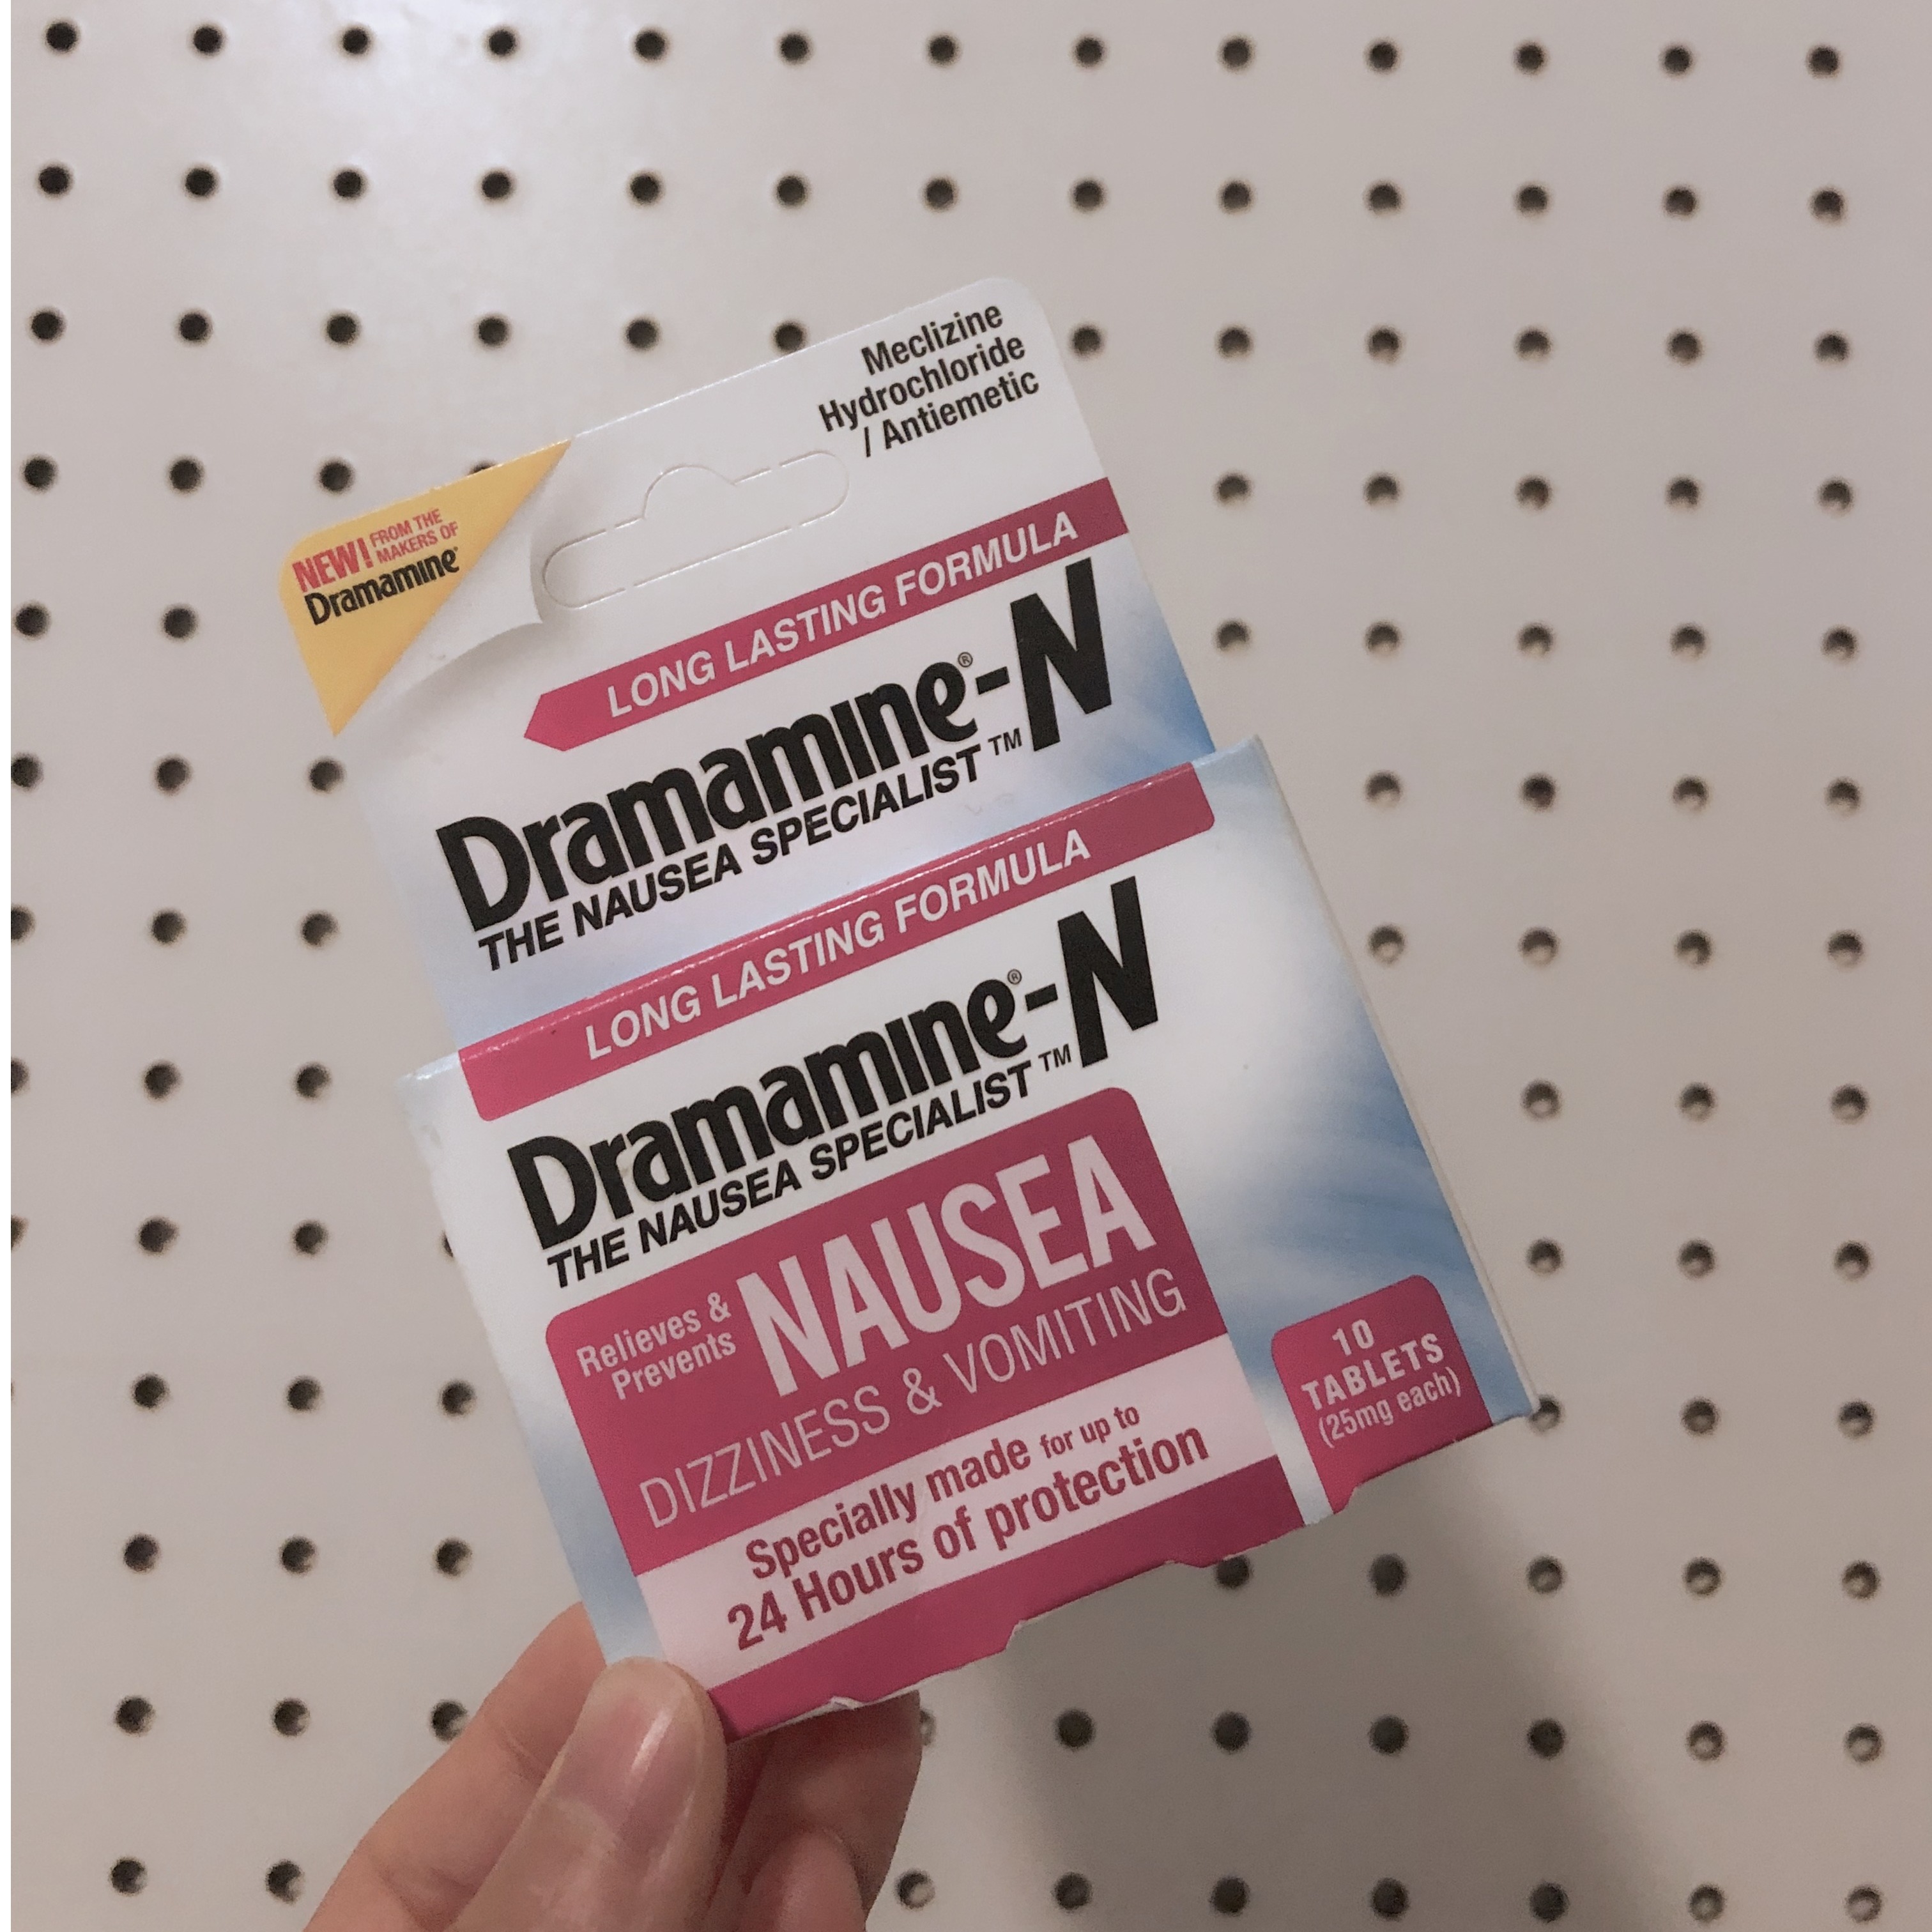 Meclizine
Hydrochloride
/ Antiemetic
NEW! FROM THE
MAKERS OF
Dramamine®
LONG LASTING FORMULA
Dramamine®-N
THE NAUSEA SPECIALIST™
LONG LASTING FORMULA
Dramamine®-N
THE NAUSEA SPECIALIST™
Relieves &
Prevents NAUSEA
DIZZINESS & VOMITING
Specially made for up to
24 Hours of protection
10
TABLETS
(25mg each)